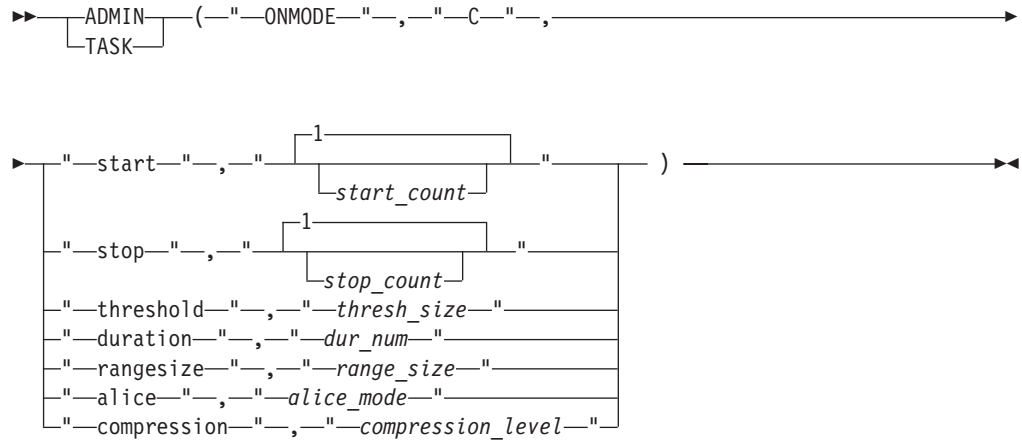 ADMIN ( " ONMODE " , " C " ,
TASK
" start " , " 1 "
start_count
)
" stop " , " 1 "
stop_count
" threshold " , " thresh_size "
" duration " , " dur_num "
" rangesize " , " range_size "
" alice " , " alice_mode "
" compression " , " compression_level "